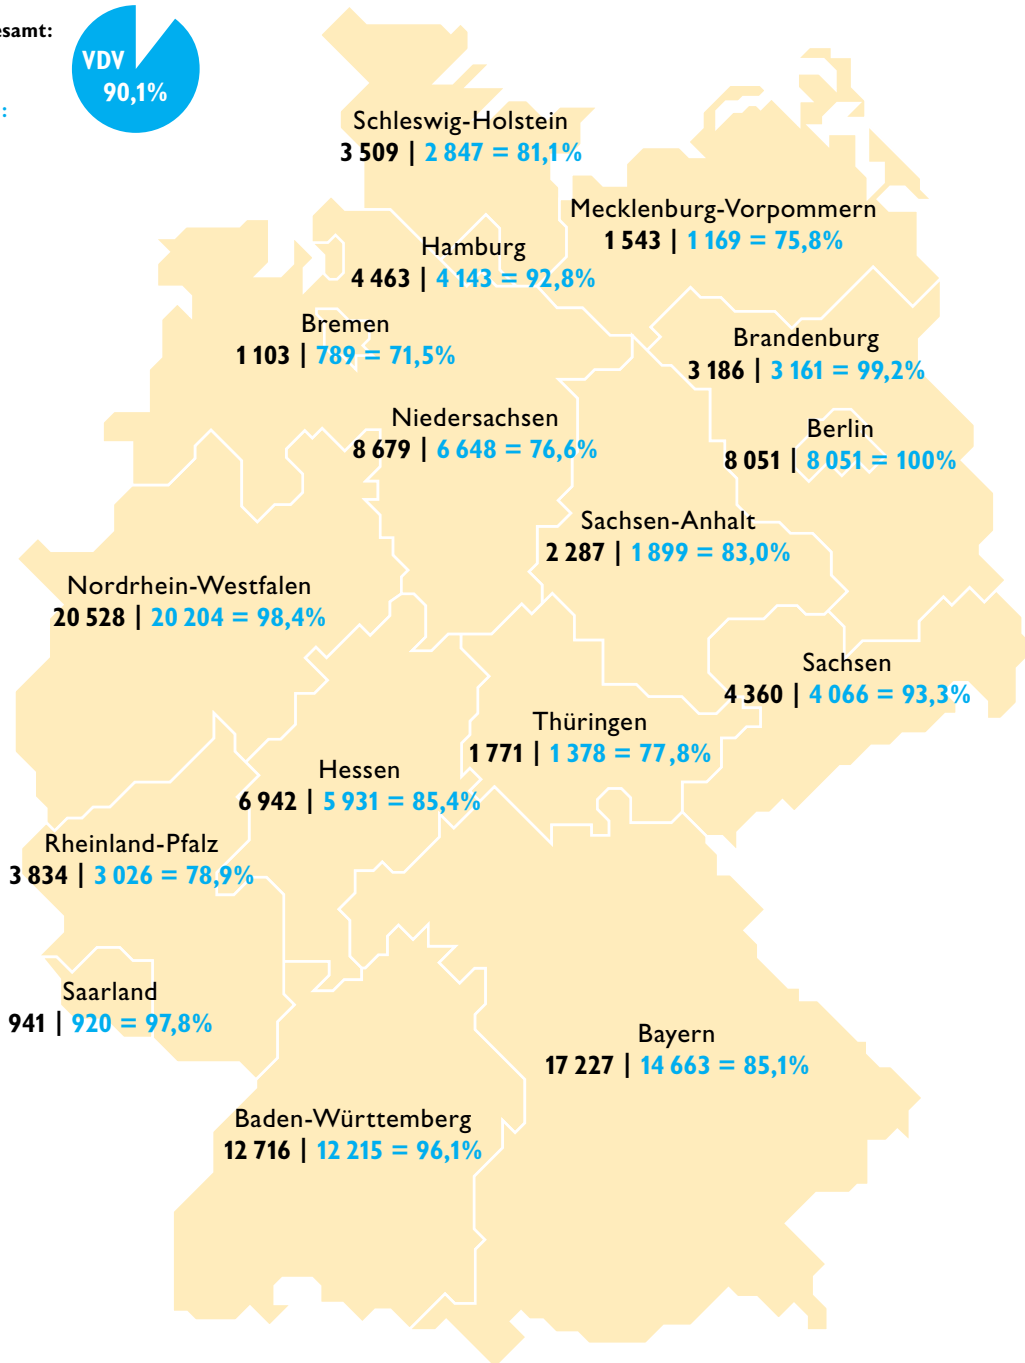 esamt:
VDV
90,1%
:
Schleswig-Holstein
3 509 | 2 847 = 81,1%
Mecklenburg-Vorpommern
1 543 | 1 169 = 75,8%
Hamburg
4 463 | 4 143 = 92,8%
Bremen
1 103 | 789 = 71,5%
Brandenburg
3 186 | 3 161 = 99,2%
Niedersachsen
8 679 | 6 648 = 76,6%
Berlin
8 051 | 8 051 = 100%
Sachsen-Anhalt
2 287 | 1 899 = 83,0%
Nordrhein-Westfalen
20 528 | 20 204 = 98,4%
Sachsen
4 360 | 4 066 = 93,3%
Thüringen
1 771 | 1 378 = 77,8%
Hessen
6 942 | 5 931 = 85,4%
Rheinland-Pfalz
3 834 | 3 026 = 78,9%
Saarland
941 | 920 = 97,8%
Bayern
17 227 | 14 663 = 85,1%
Baden-Württemberg
12 716 | 12 215 = 96,1%